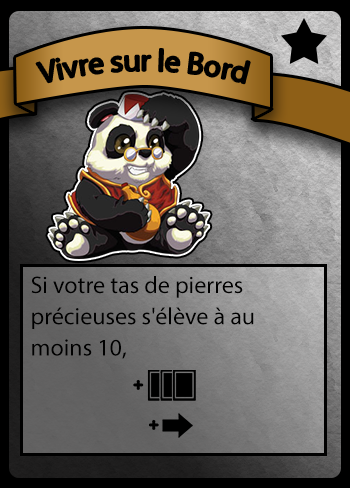 Vivre sur le Bord
Si votre tas de pierres
précieuses s'élève à au
moins 10,
+
+